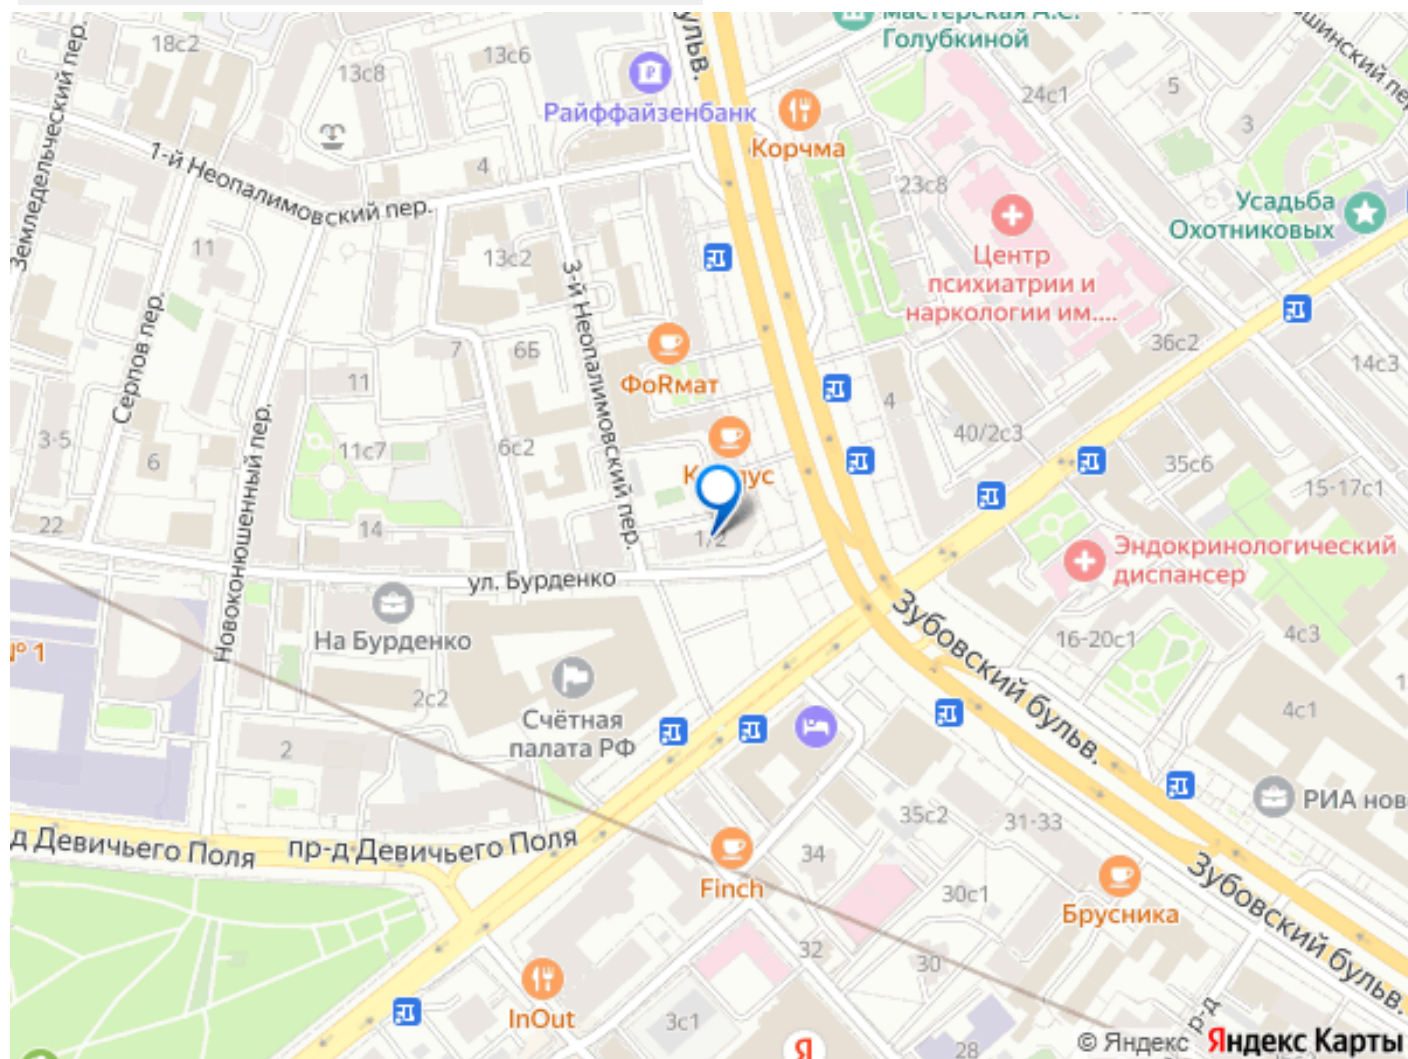 18с2
13с8
13с6
бульв.
Мастерская А.С.
Голубкиной
Райффайзенбанк
Корчма
24с1
5
3
Земледельческий пер.
1-й Неопалимовский пер.
4
23с8
Усадьба
Охотниковых
11
13с2
3-й Неопалимовский пер.
Центр
психиатрии и
наркологии им....
Серпов пер.
7
6Б
ФоRмат
36с2
14с3
11
4
3-5
6
11с7
6с2
40/2с3
35с6
15-17с1
Новоконюшенный пер.
22
14
1/2
Эндокринологический
диспансер
ул. Бурденко
На Бурденко
№ 1
Зубовский бульв.
16-20с1
4с3
2с2
Счётная
палата РФ
4с1
2
РИА нов
д Девичьего Поля
пр-д Девичьего Поля
35с2
31-33
34
Finch
30с1
Брусника
Зубовский бульв.
32
30
InOut
3с1
28
р-д
Я
© Яндекс Яндекс Карты